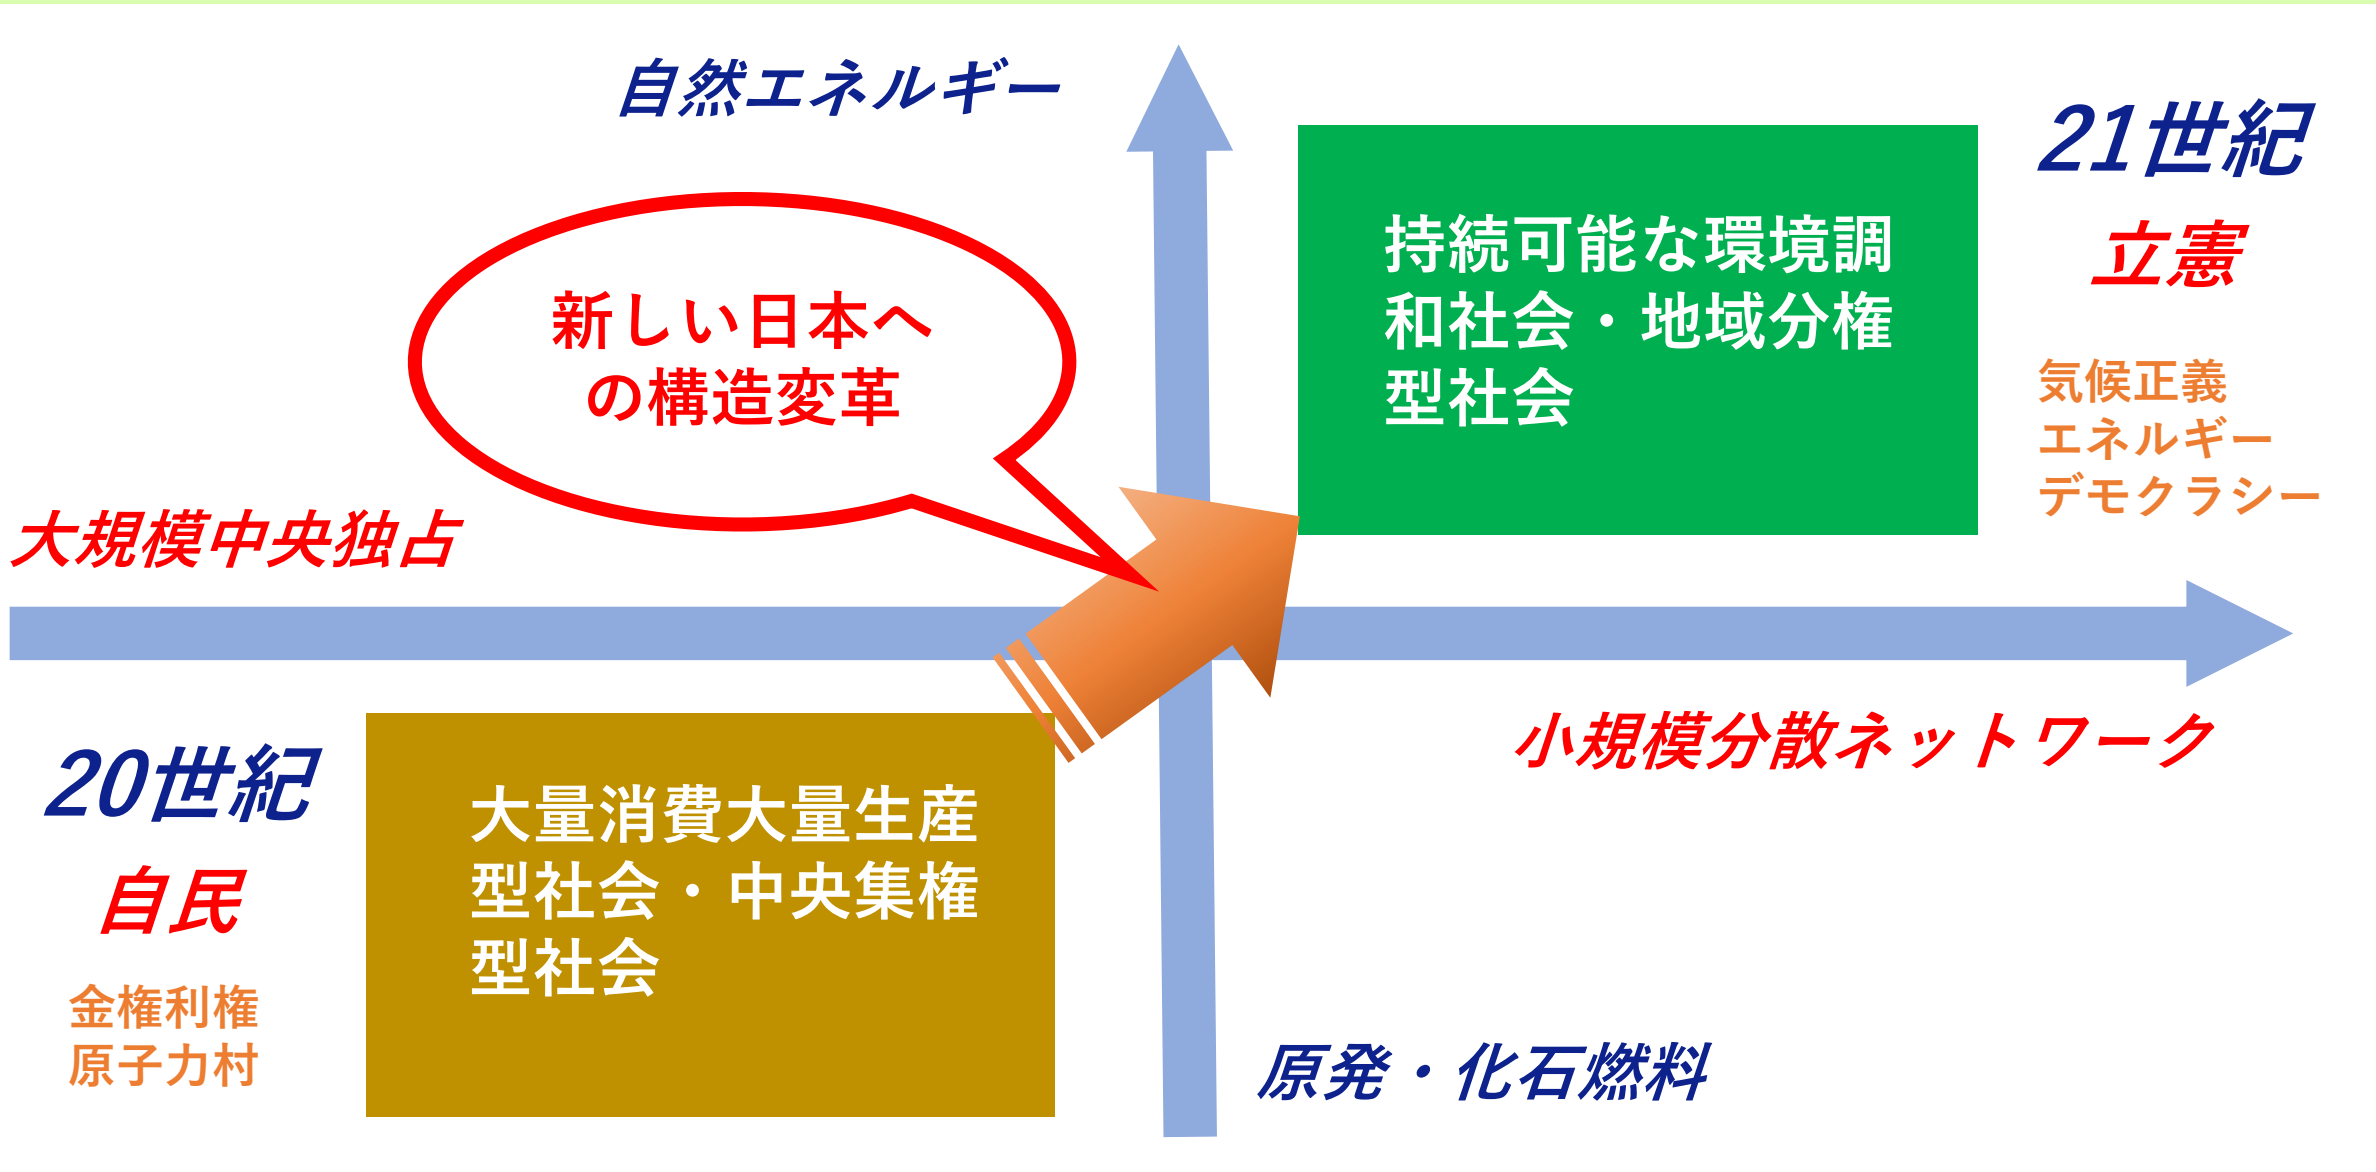 自然エネルギー
21世紀
立憲
持続可能な環境調
和社会・地域分権
型社会
気候正義
エネルギー
デモクラシー
新しい日本へ
の構造変革
大規模中央独占
小規模分散ネットワーク
20世紀
自民
金権利権
原子力村
大量消費大量生産
型社会・中央集権
型社会
原発・化石燃料